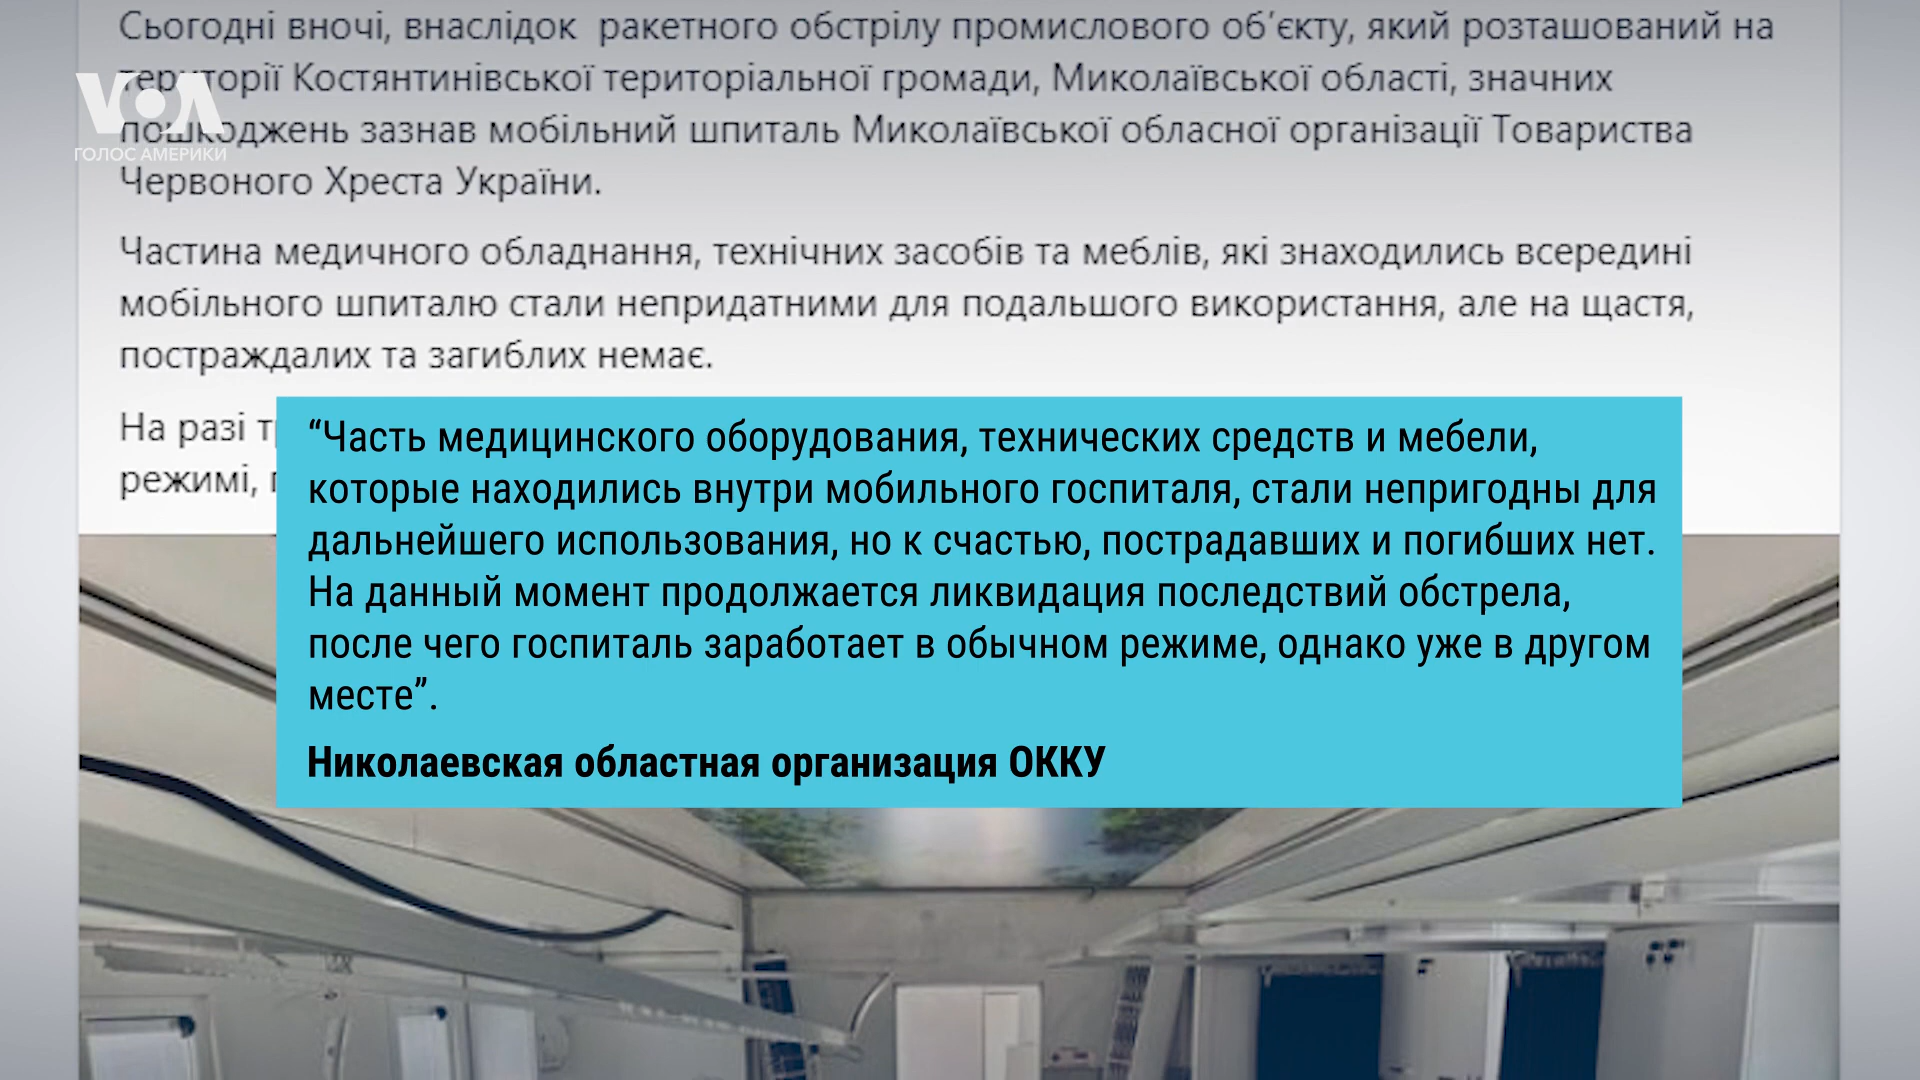 Сьогодні вночі, внаслідок ракетного обстрілу промислового об'єкту, який розташований на
території Костянтинівської територіальної громади, Миколаївської області, значних
пошкоджень зазнав мобільний шпиталь Миколаївської обласної організації Товариства
Червоного Хреста України.
VOA
ГОЛОС АМЕРИКИ
Частина медичного обладнання, технічних засобів та меблів, які знаходились всередині
мобільного шпиталю стали непридатними для подальшого використання, але на щастя,
постраждалих та загиблих немає.
На разі
режимі,
“Часть медицинского оборудования, технических средств и мебели,
которые находились внутри мобильного госпиталя, стали непригодны для
дальнейшего использования, но к счастью, пострадавших и погибших нет.
На данный момент продолжается ликвидация последствий обстрела,
после чего госпиталь заработает в обычном режиме, однако уже в другом
месте”.
Николаевская областная организация ОККУ